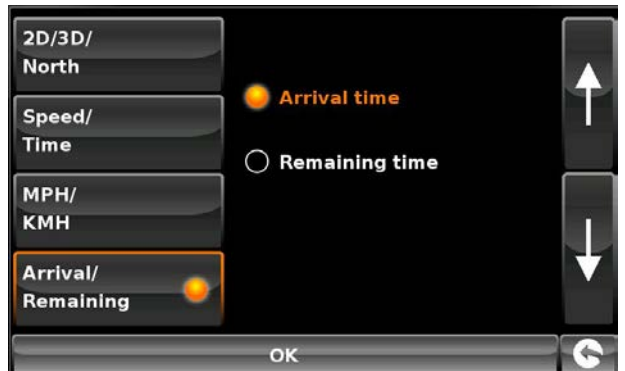 2D/3D/
North
Speed/
Time
MPH/
KMH
Arrival/
Remaining
Arrival time
Remaining time
OK